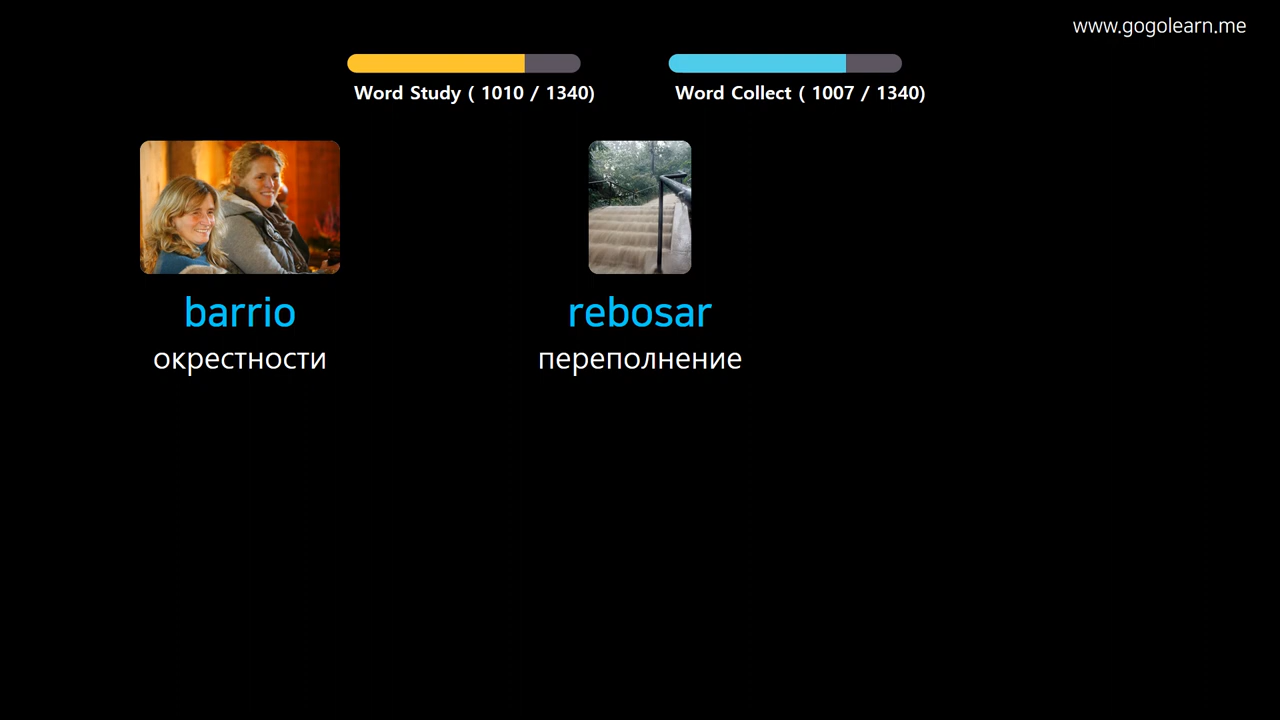 www.gogolearn.me
Word Study ( 1010 / 1340)
Word Collect ( 1007 / 1340)
barrio
окрестности
rebosar
переполнение